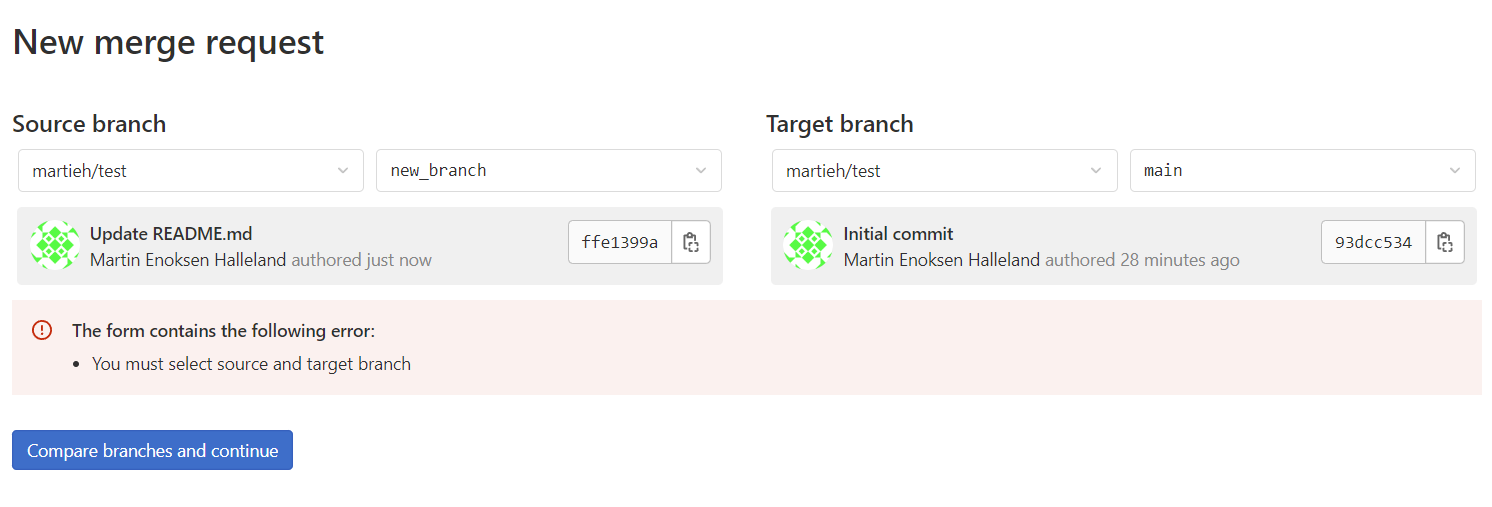 New merge request
Source branch
martieh/test
new_branch
Update README.md
Martin Enoksen Halleland authored just now
ffe1399a
Target branch
martieh/test
main
Initial commit
Martin Enoksen Halleland authored 28 minutes ago
93dcc534
The form contains the following error:
• You must select source and target branch
Compare branches and continue